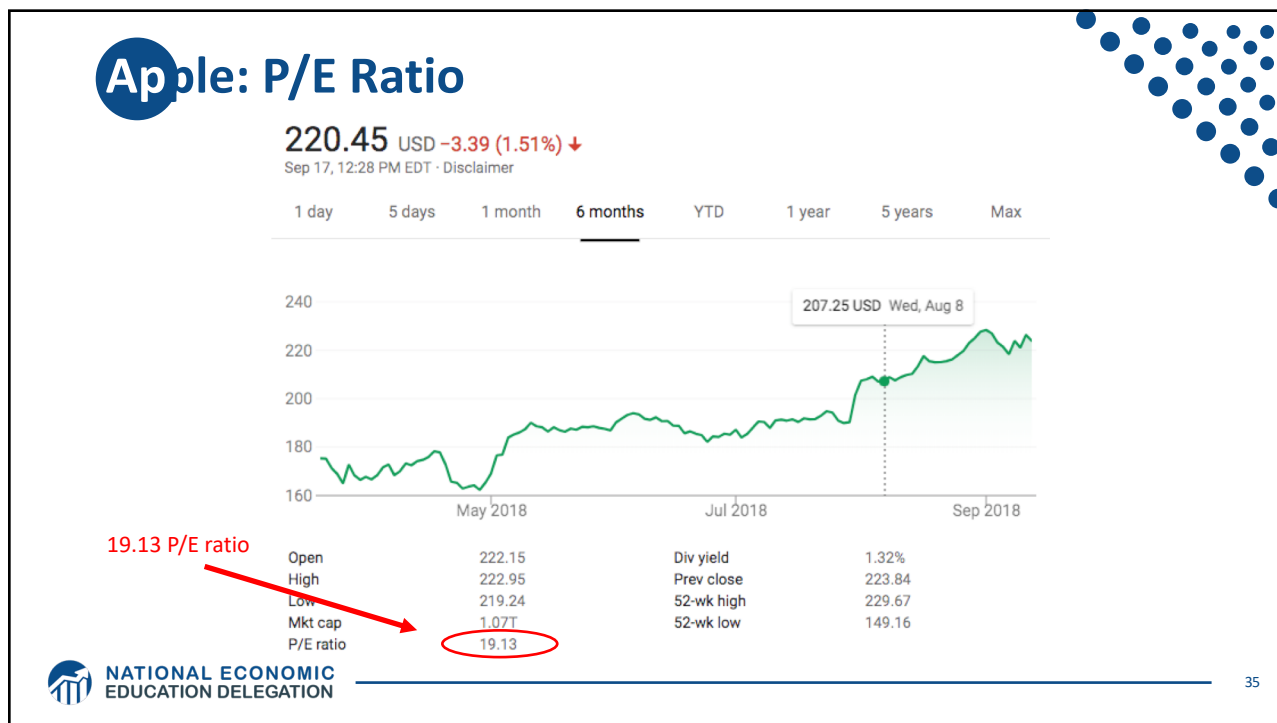 Apple: P/E Ratio
220.45 USD −3.39 (1.51%) ↓
Sep 17, 12:28 PM EDT · Disclaimer
1 day 5 days 1 month 6 months YTD 1 year 5 years Max
207.25 USD Wed, Aug 8
240
220
200
180
160
May 2018 Jul 2018 Sep 2018
19.13 P/E ratio
Open 222.15 Div yield 1.32%
High 222.95 Prev close 223.84
Low 219.24 52-wk high 229.67
Mkt cap 1.07T 52-wk low 149.16
P/E ratio 19.13
NATIONAL ECONOMIC
EDUCATION DELEGATION
35